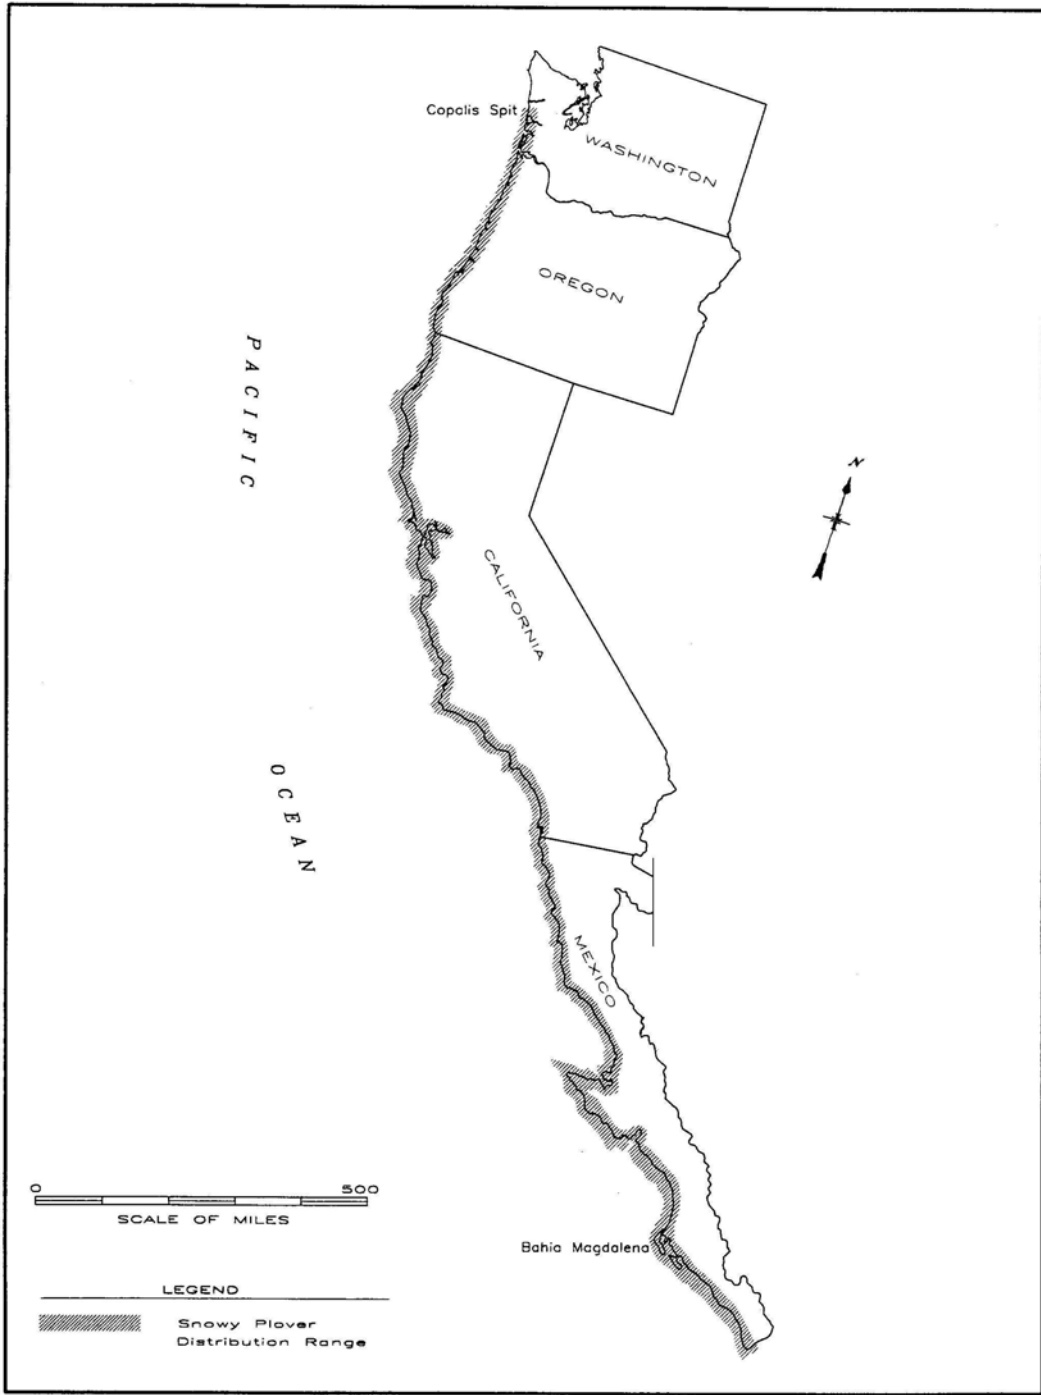 Copalis Spit
WASHINGTON
OREGON
PACIFIC
N
CALIFORNIA
OCEAN
MEXICO
0 500
SCALE OF MILES
Bahia Magdalena
LEGEND
Snowy Plover
Distribution Range